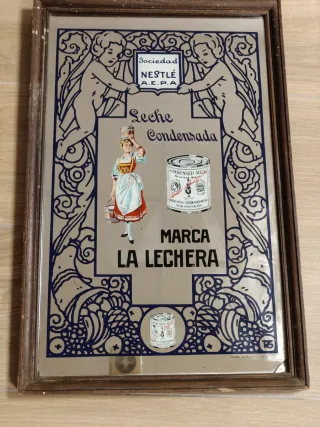 Sociedad
NESTLÉ
A.E.P.A
Leche
Condensada
CONDENSED MILK
MARCA
LA LECHERA